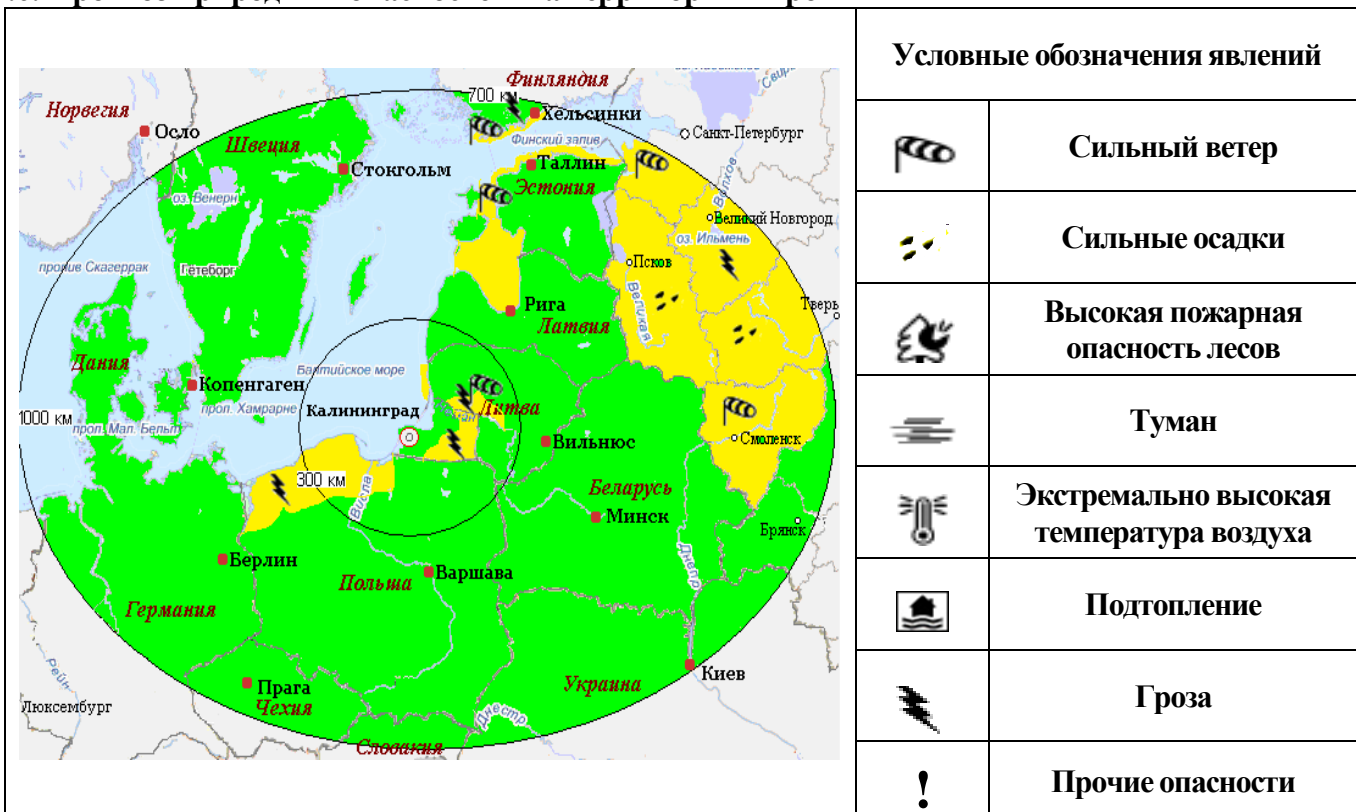 Условные обозначения явлений
Сильный ветер
Сильные осадки
Высокая пожарная
опасность лесов
Туман
Экстремально высокая
температура воздуха
Подтопление
Гроза
!
Прочие опасности
Финляндия
700 км
Норвегия
Хельсинки
Осло
Санкт-Петербург
Швеция
Финский залив
Свирь
Стокгольм
Таллин
Эстония
Волхов
оз. Венерн
Великий Новгород
оз. Ильмень
пролив Скагеррак
Гётеборг
Псков
Великая
Рига
Тверь
Латвия
Дания
Балтийское море
Копенгаген
Литва
1000 км
прол. Хамрарне
Калининград
прол. Мал. Бельт
Смоленск
Вильнюс
300 км
Висла
Беларусь
Минск
Брянск
Днепр
Берлин
Польша
Варшава
Германия
Рейн
Киев
Прага
Украина
Люксембург
Чехия
Днестр
Словакия